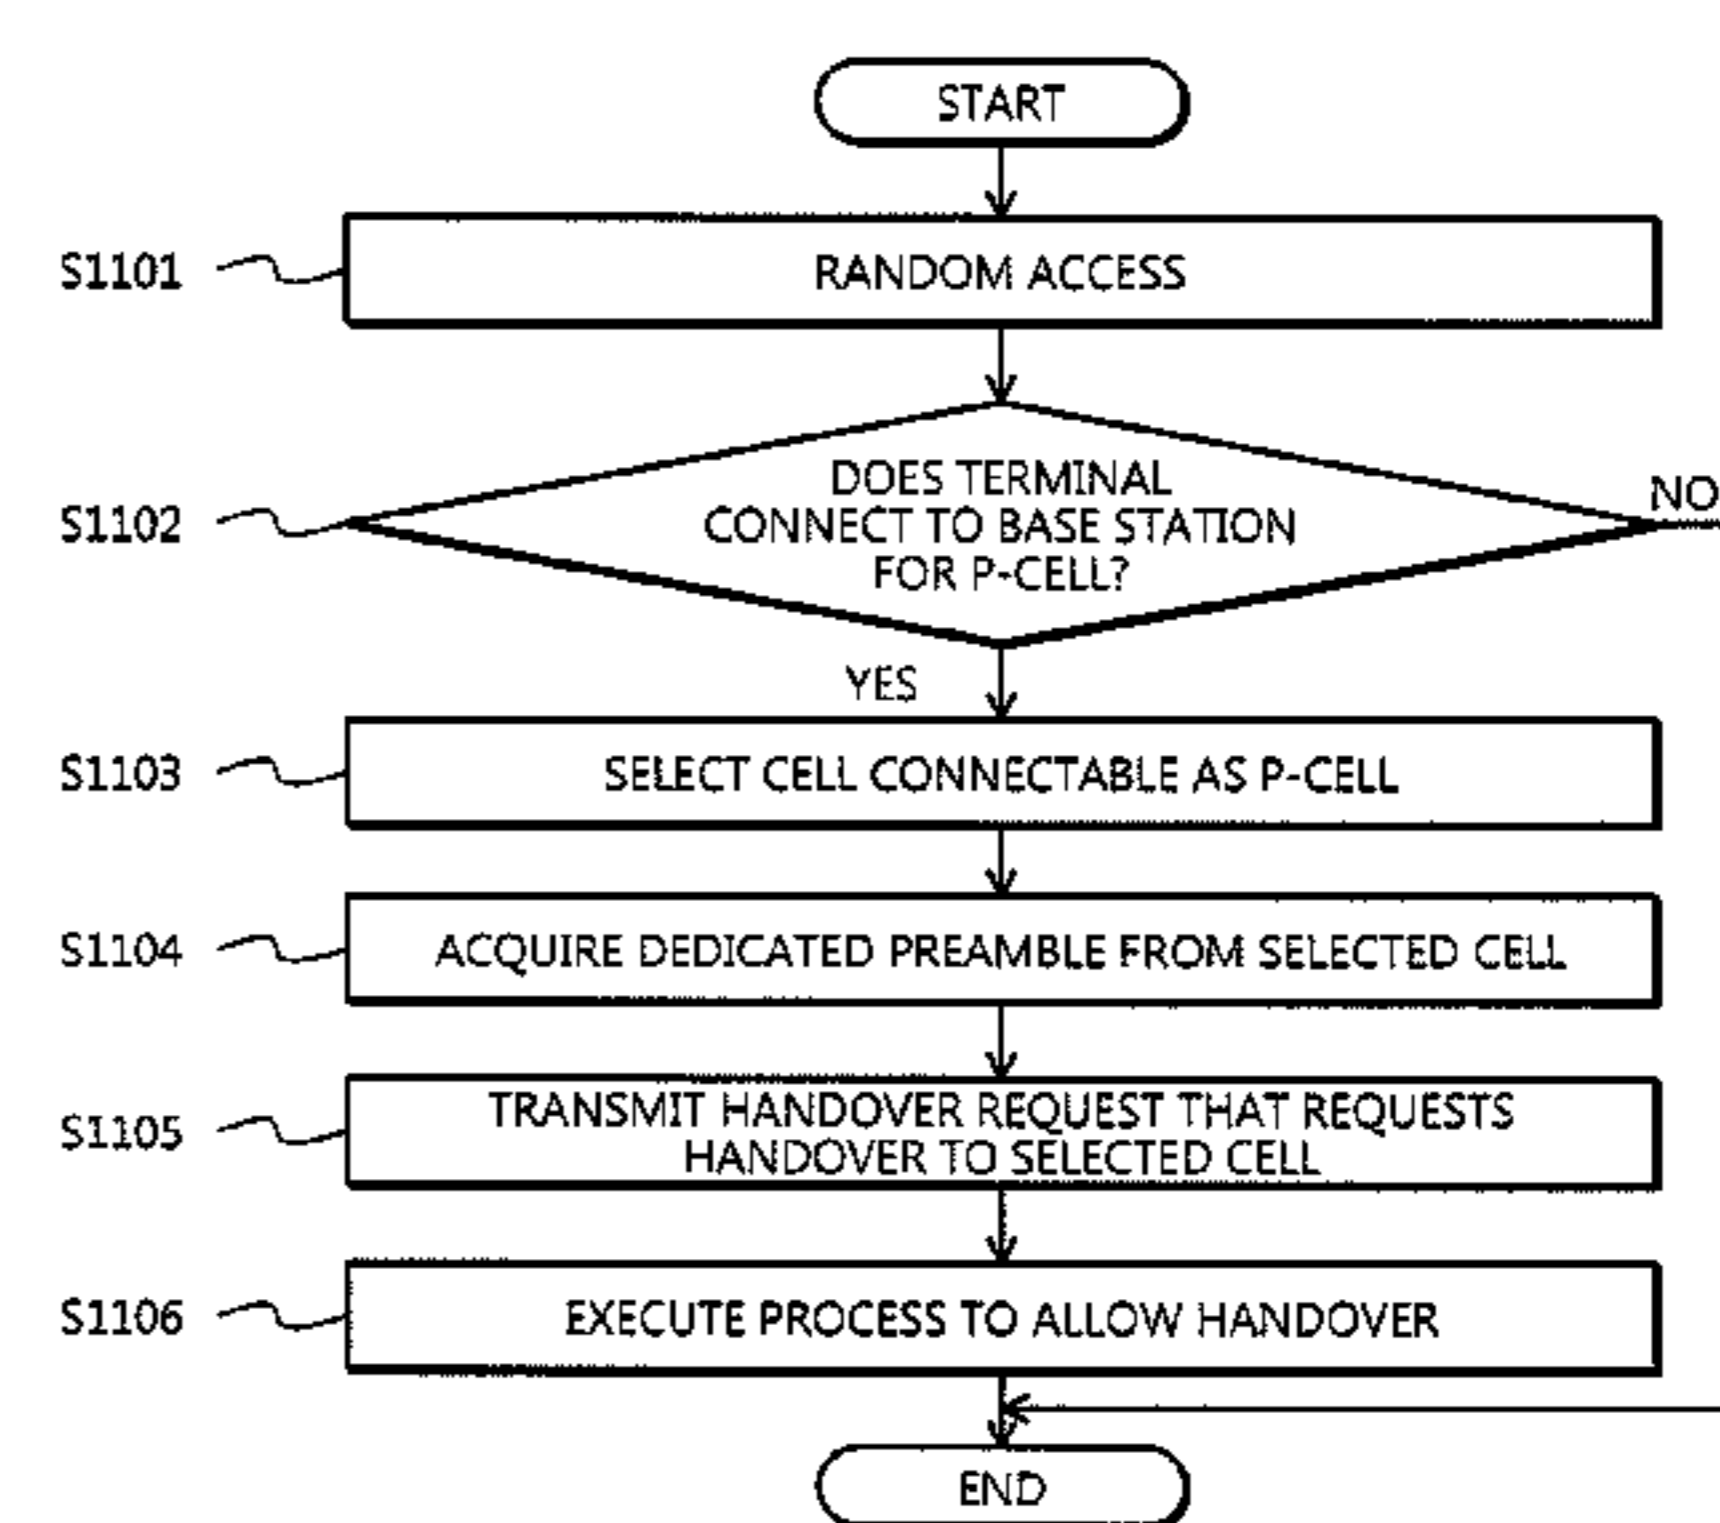 START
S1101
RANDOM ACCESS
S1102
DOES TERMINAL
CONNECT TO BASE STATION
FOR P-CELL?
NO
YES
S1103
SELECT CELL CONNECTABLE AS P-CELL
S1104
ACQUIRE DEDICATED PREAMBLE FROM SELECTED CELL
S1105
TRANSMIT HANDOVER REQUEST THAT REQUESTS
HANDOVER TO SELECTED CELL
S1106
EXECUTE PROCESS TO ALLOW HANDOVER
END